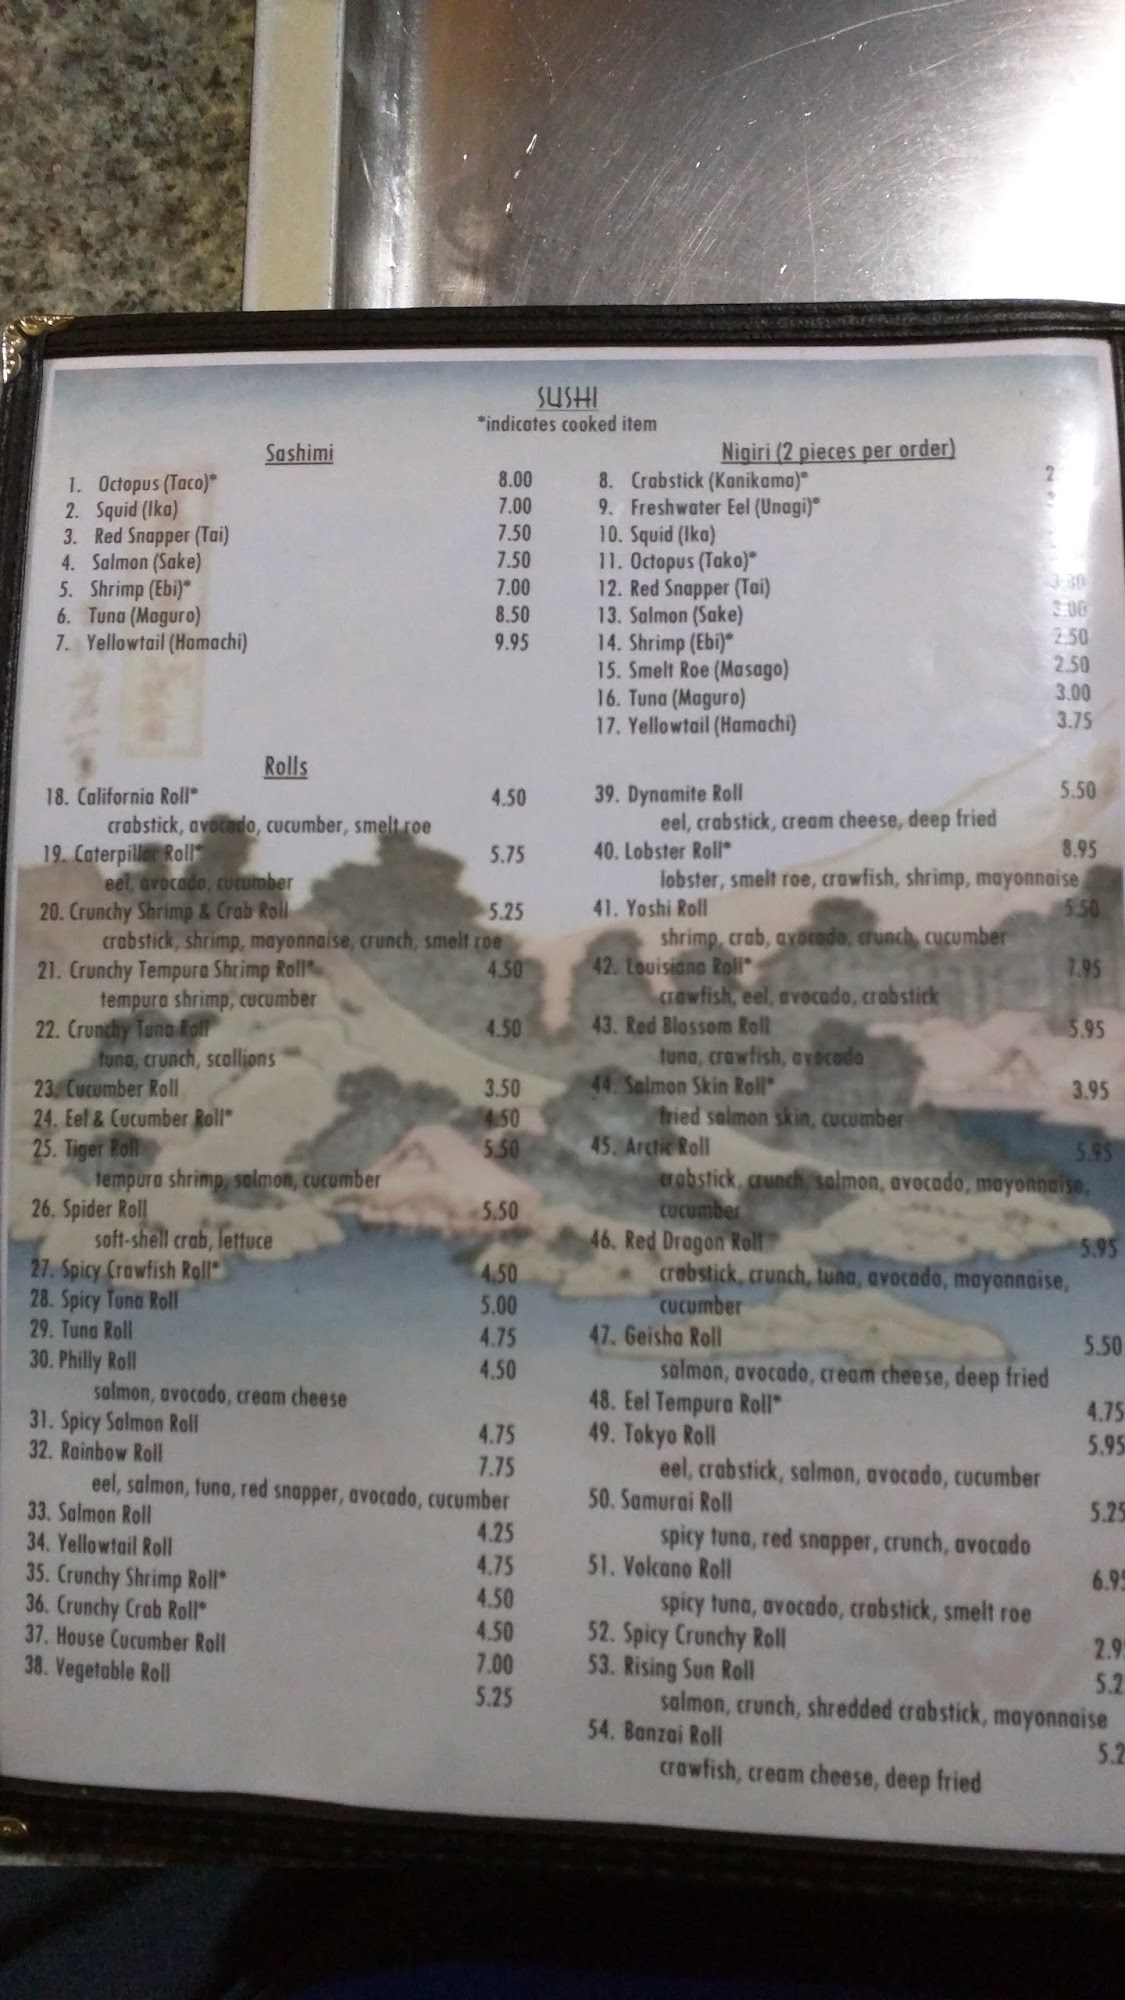 SUSHI
*indicates cooked item
Sashimi
1. Octopus (Taco)* 8.00
2. Squid (Ika) 7.00
3. Red Snapper (Tai) 7.50
4. Salmon (Sake) 7.50
5. Shrimp (Ebi)* 7.00
6. Tuna (Maguro) 8.50
7. Yellowtail (Hamachi) 9.95
Nigiri (2 pieces per order)
8. Crabstick (Kanikama)*
9. Freshwater Eel (Unagi)*
10. Squid (Ika)
11. Octopus (Tako)*
12. Red Snapper (Tai)
13. Salmon (Sake) 3.00
14. Shrimp (Ebi)* 2.50
15. Smelt Roe (Masago) 2.50
16. Tuna (Maguro) 3.00
17. Yellowtail (Hamachi) 3.75
Rolls
18. California Roll* 4.50
crabstick, avocado, cucumber, smelt roe
19. Caterpillar Roll* 5.75
eel, avocado, cucumber
20. Crunchy Shrimp & Crab Roll 5.25
crabstick, shrimp, mayonnaise, crunch, smelt roe
21. Crunchy Tempura Shrimp Roll* 4.50
tempura shrimp, cucumber
22. Crunchy Tuna Roll 4.50
tuna, crunch, scallions
23. Cucumber Roll 3.50
24. Eel & Cucumber Roll* 4.50
25. Tiger Roll 5.50
tempura shrimp, salmon, cucumber
26. Spider Roll 5.50
soft-shell crab, lettuce
27. Spicy Crawfish Roll* 4.50
28. Spicy Tuna Roll 5.00
29. Tuna Roll 4.75
30. Philly Roll 4.50
salmon, avocado, cream cheese
31. Spicy Salmon Roll 4.75
32. Rainbow Roll 7.75
eel, salmon, tuna, red snapper, avocado, cucumber
33. Salmon Roll 4.25
34. Yellowtail Roll 4.75
35. Crunchy Shrimp Roll* 4.50
36. Crunchy Crab Roll* 4.50
37. House Cucumber Roll 7.00
38. Vegetable Roll 5.25
39. Dynamite Roll 5.50
eel, crabstick, cream cheese, deep fried
40. Lobster Roll* 8.95
lobster, smelt roe, crawfish, shrimp, mayonnaise
41. Yoshi Roll 5.50
shrimp, crab, avocado, crunch, cucumber
42. Louisiana Roll* 7.95
crawfish, eel, avocado, crabstick
43. Red Blossom Roll 5.95
tuna, crawfish, avocado
44. Salmon Skin Roll* 3.95
fried salmon skin, cucumber
45. Arctic Roll 5.95
crabstick, crunch, salmon, avocado, mayonnaise,
cucumber
46. Red Dragon Roll 5.95
crabstick, crunch, tuna, avocado, mayonnaise,
cucumber
47. Geisha Roll 5.50
salmon, avocado, cream cheese, deep fried
48. Eel Tempura Roll* 4.75
49. Tokyo Roll 5.95
eel, crabstick, salmon, avocado, cucumber
50. Samurai Roll 5.25
spicy tuna, red snapper, crunch, avocado
51. Volcano Roll 6.95
spicy tuna, avocado, crabstick, smelt roe
52. Spicy Crunchy Roll 2.9
53. Rising Sun Roll 5.2
salmon, crunch, shredded crabstick, mayonnaise
54. Banzai Roll 5.2
crawfish, cream cheese, deep fried